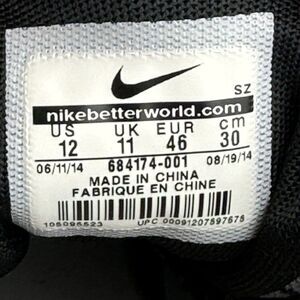 SZ
nikebetterworld.com
US UK EUR cm
12 11 46 30
06/11/14 684174-001 08/19/14
MADE IN CHINA
FABRIQUE EN CHINE
UPC 00091207897678